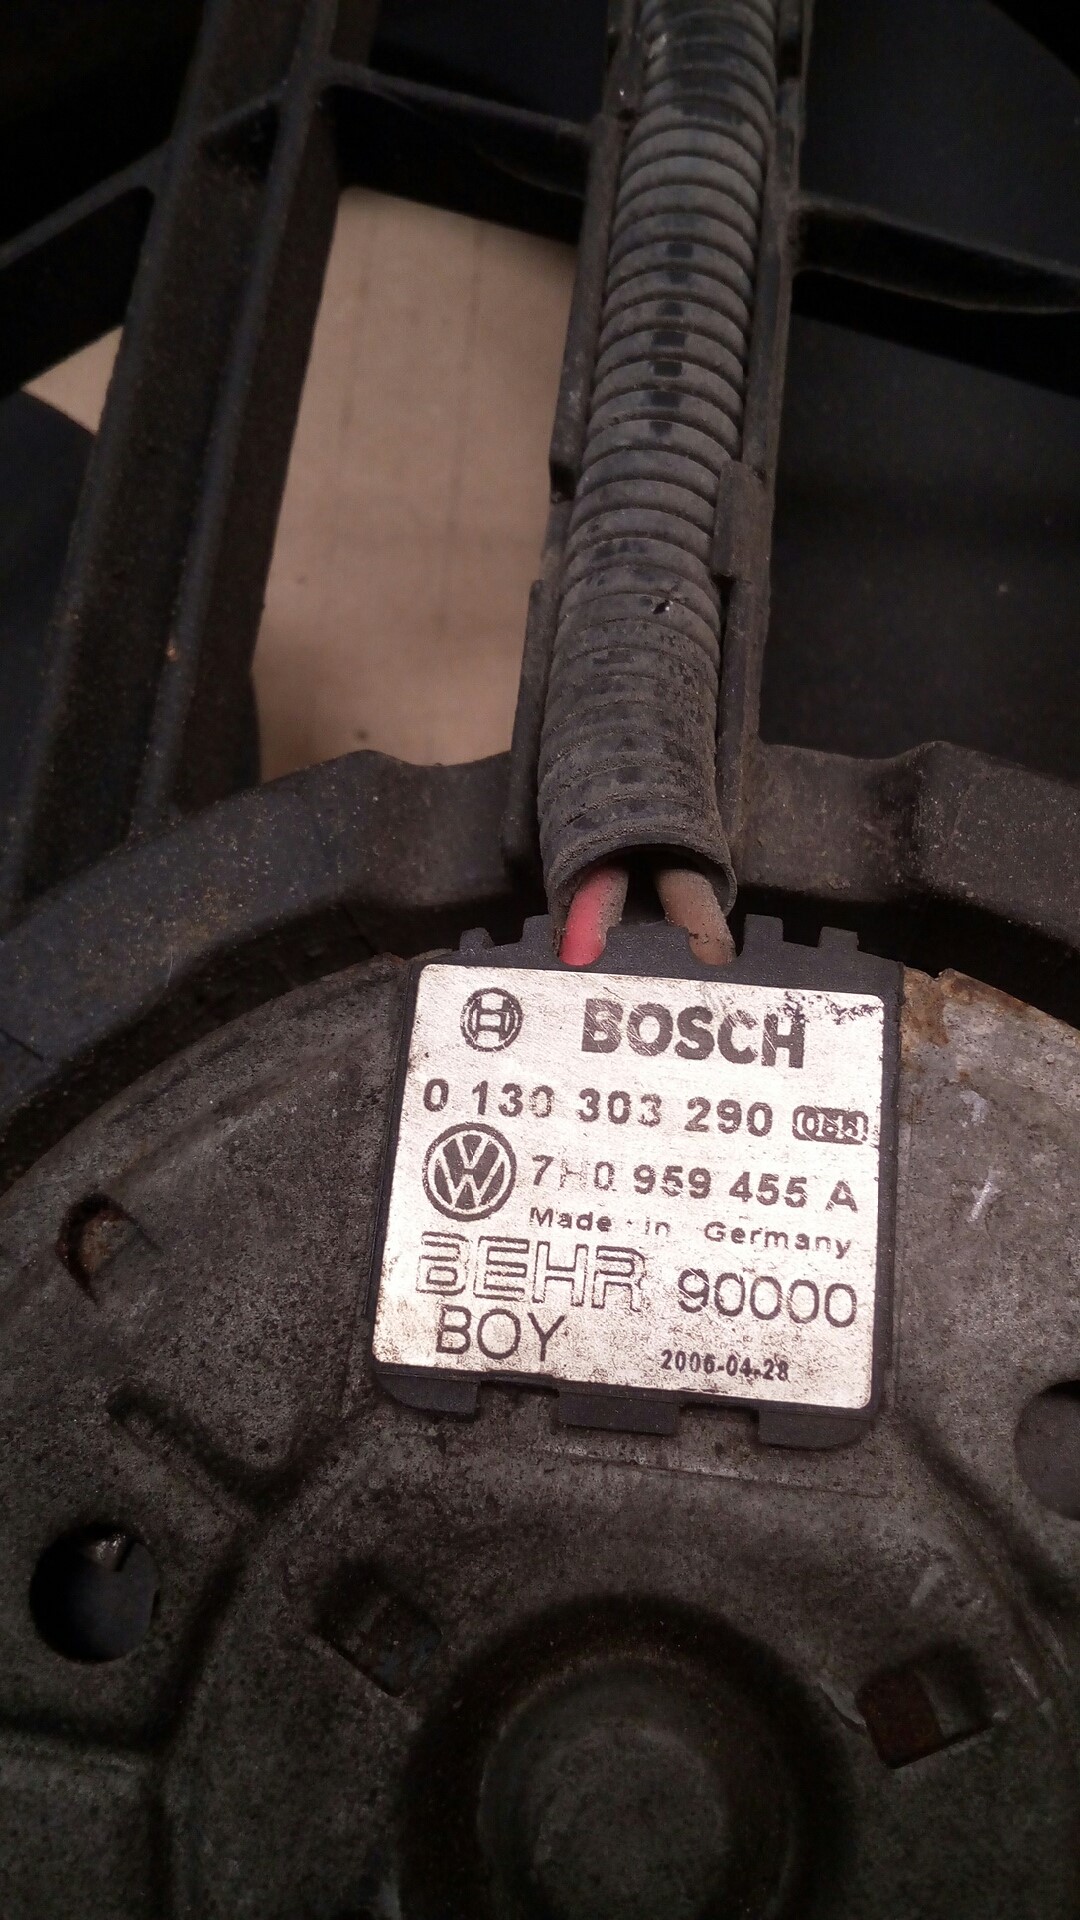 BOSCH
0 130 303 290
7H0 959 455 A
Made in Germany
BEHR 90000
BOY 2006-04-28